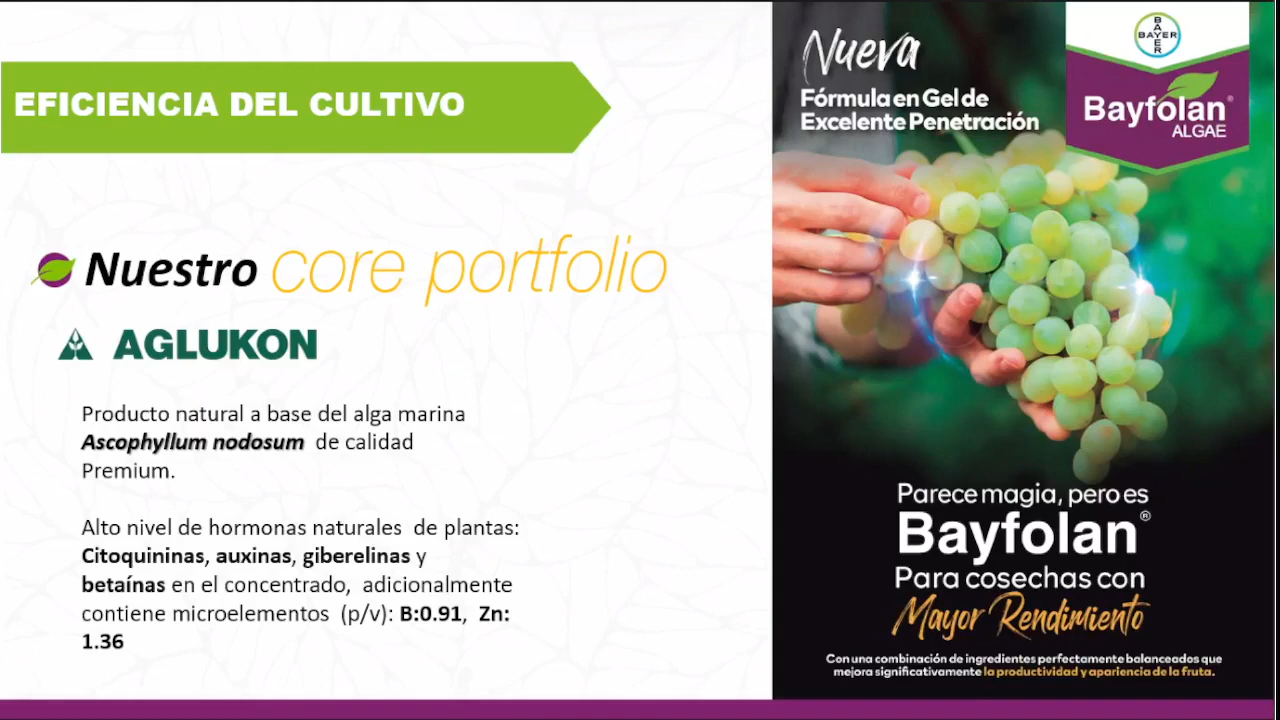 EFICIENCIA DEL CULTIVO
Nuestro core portfolio
AGLUKON
Producto natural a base del alga marina
Ascophyllum nodosum de calidad
Premium.
Alto nivel de hormonas naturales de plantas:
Citoquininas, auxinas, giberelinas y
betaínas en el concentrado, adicionalmente
contiene microelementos (p/v): B:0.91, Zn:
1.36
Nueva
Fórmula en Gel de
Excelente Penetración
BAYER
BAYER
Bayfolan®
ALGAE
Parece magia, pero es
Bayfolan®
Para cosechas con
Mayor Rendimiento
Con una combinación de ingredientes perfectamente balanceados que
mejora significativamente la productividad y apariencia de la fruta.